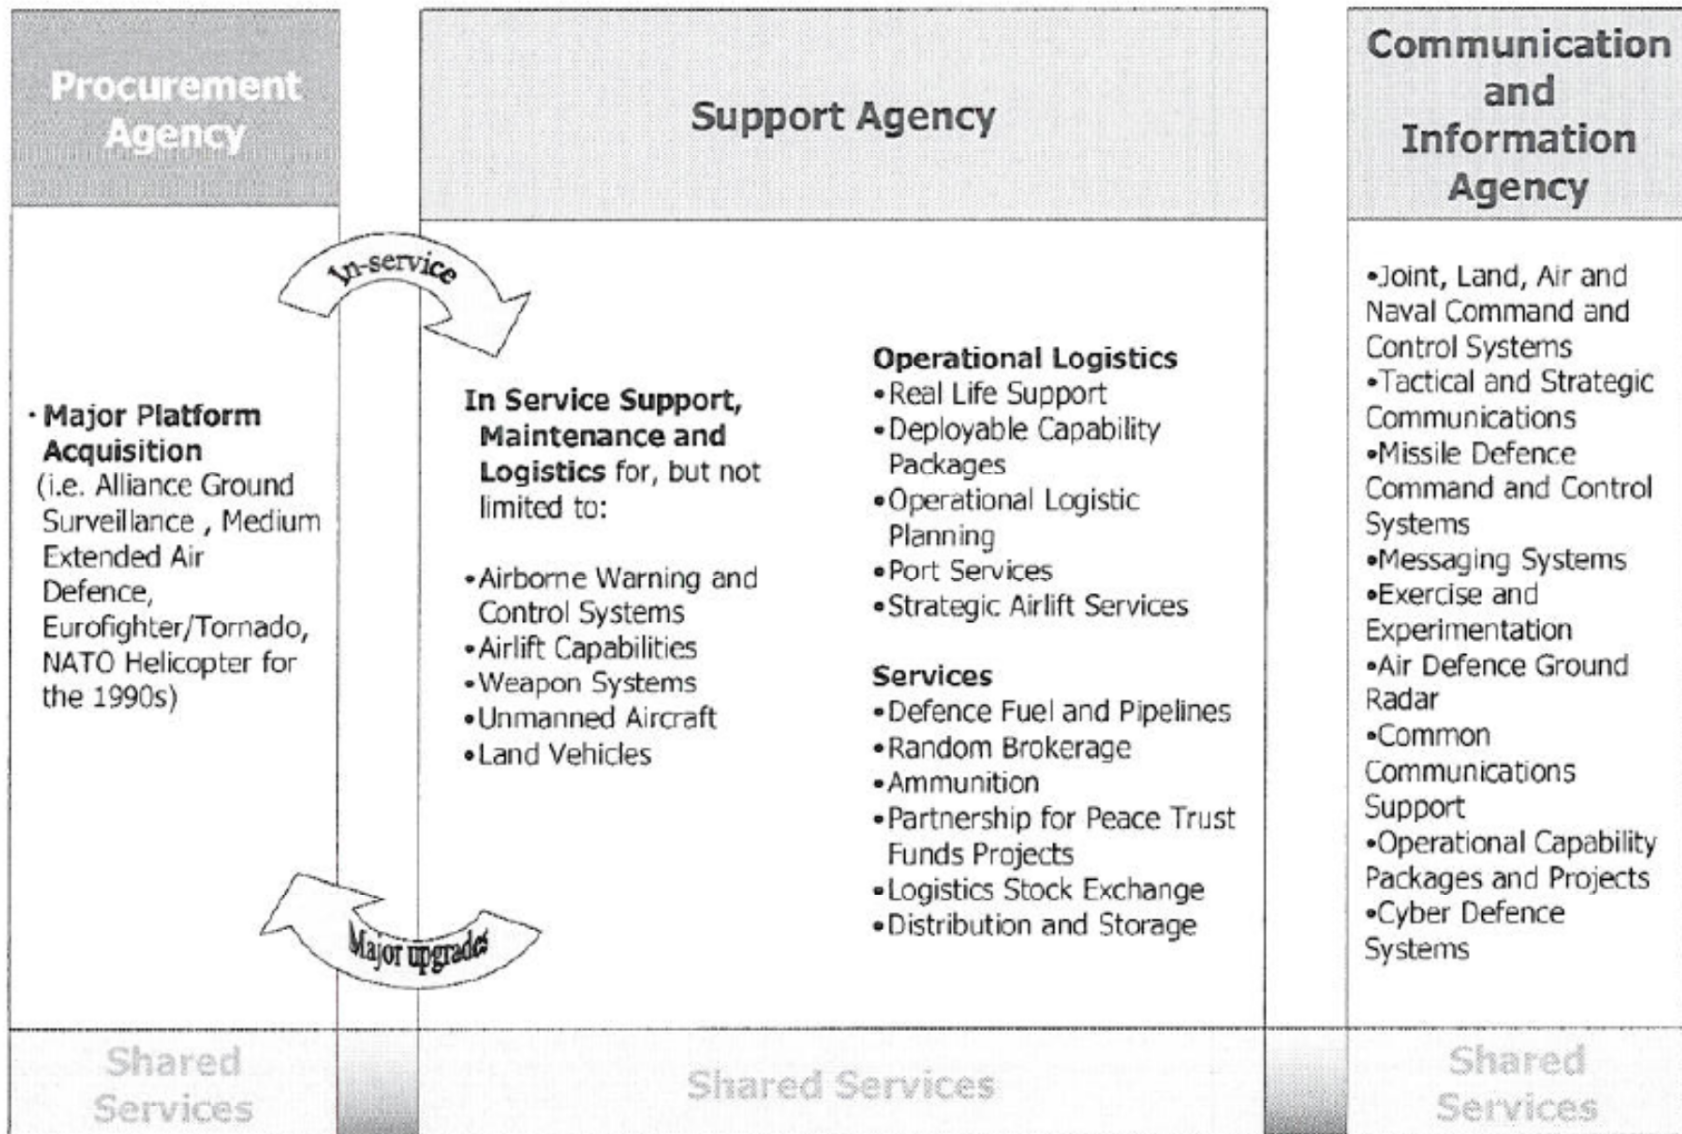 Procurement
Agency
· Major Platform
Acquisition
(i.e. Alliance Ground
Surveillance , Medium
Extended Air
Defence,
Eurofighter/Tornado,
NATO Helicopter for
the 1990s)
In-service
Major upgrades
Support Agency
In Service Support,
Maintenance and
Logistics for, but not
limited to:
•Airborne Warning and
Control Systems
•Airlift Capabilities
•Weapon Systems
•Unmanned Aircraft
•Land Vehicles
Operational Logistics
•Real Life Support
•Deployable Capability
Packages
•Operational Logistic
Planning
•Port Services
•Strategic Airlift Services
Services
•Defence Fuel and Pipelines
•Random Brokerage
•Ammunition
•Partnership for Peace Trust
Funds Projects
•Logistics Stock Exchange
•Distribution and Storage
Communication
and
Information
Agency
•Joint, Land, Air and
Naval Command and
Control Systems
•Tactical and Strategic
Communications
•Missile Defence
Command and Control
Systems
•Messaging Systems
•Exercise and
Experimentation
•Air Defence Ground
Radar
•Common
Communications
Support
•Operational Capability
Packages and Projects
•Cyber Defence
Systems
Shared
Services
Shared Services
Shared
Services